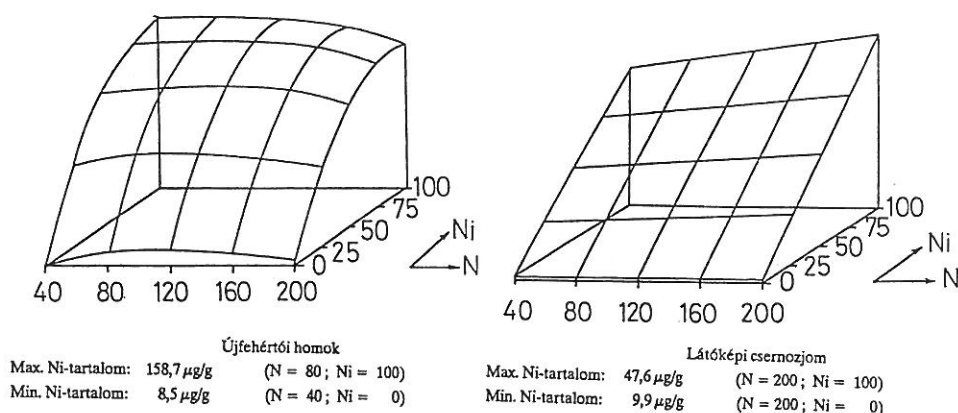 100
75
50
25
0
Ni
N
40 80 120 160 200
100
75
50
25
0
Ni
N
40 80 120 160 200
Újfehértói homok
Max. Ni-tartalom: 158,7 µg/g (N = 80 ; Ni = 100)
Min. Ni-tartalom: 8,5 µg/g (N = 40 ; Ni = 0)
Látóképi csernozjom
Max. Ni-tartalom: 47,6 µg/g (N = 200 ; Ni = 100)
Min. Ni-tartalom: 9,9 µg/g (N = 200 ; Ni = 0)